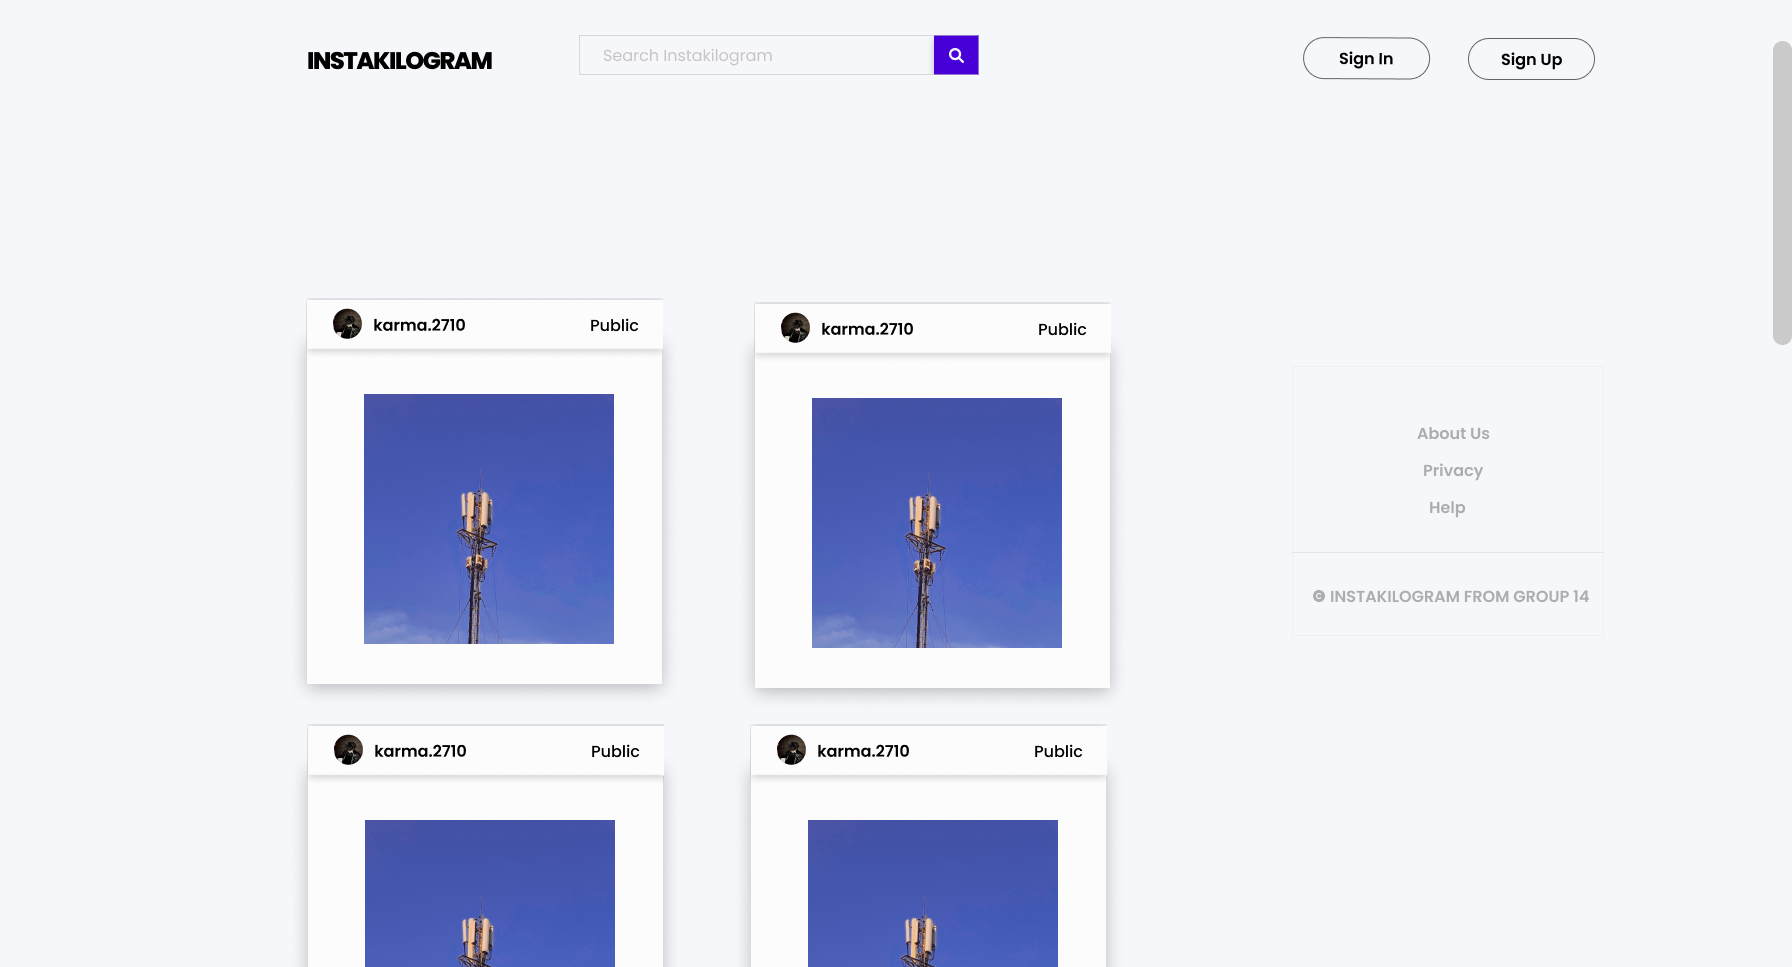 INSTAKILOGRAM
Search Instakilogram
Sign In
Sign Up
karma.2710
Public
karma.2710
Public
About Us
Privacy
Help
© INSTAKILOGRAM FROM GROUP 14
karma.2710
Public
karma.2710
Public